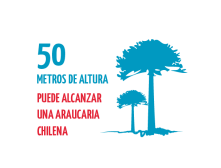 50
METROS DE ALTURA
PUEDE ALCANZAR
UNA ARAUCARIA
CHILENA